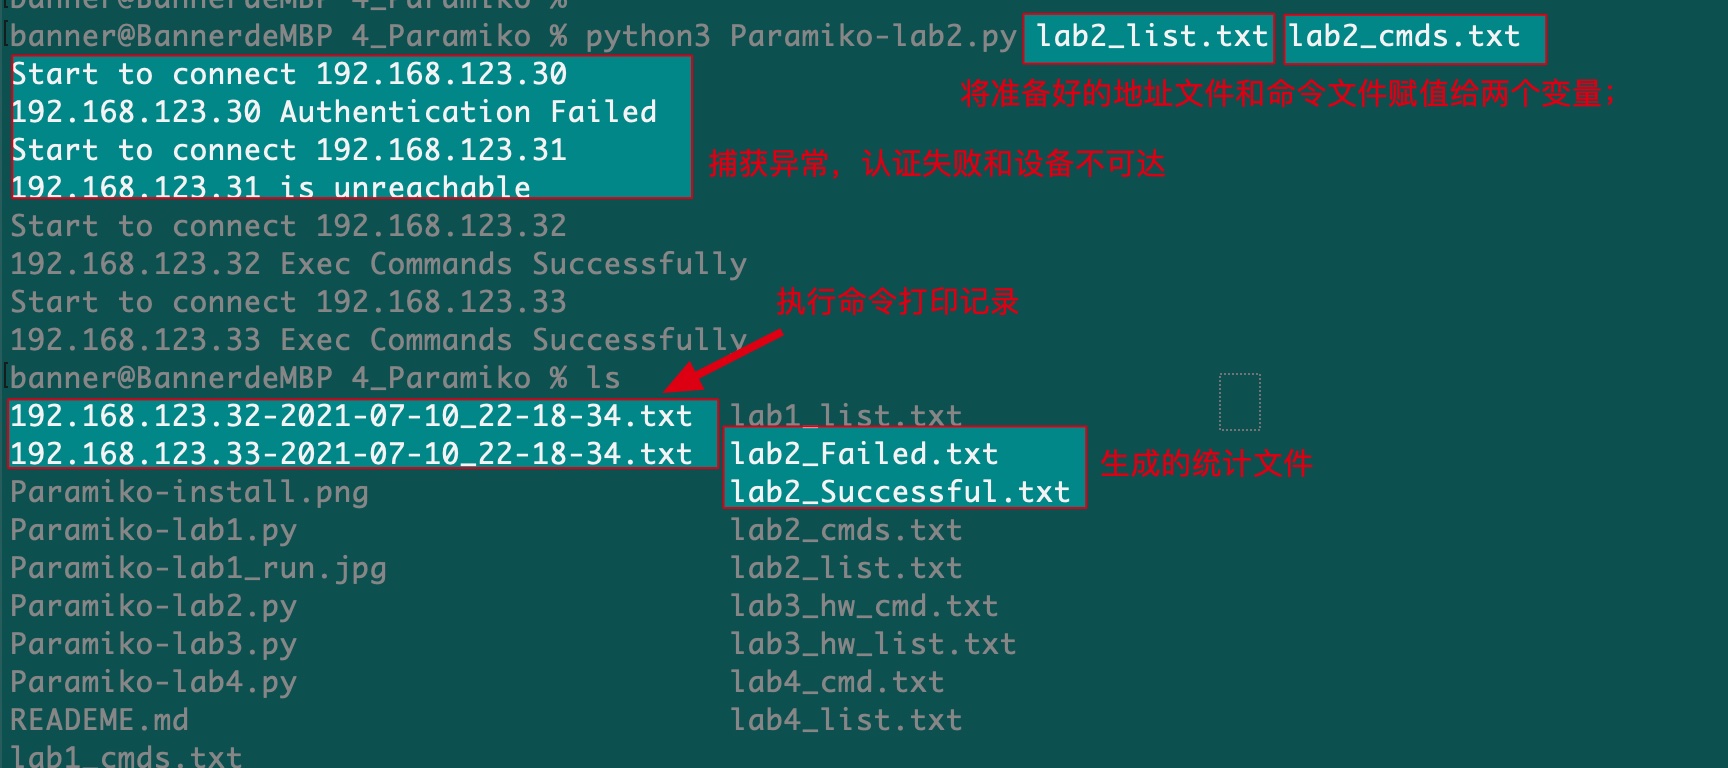 banner@BannerdeMBP 4_Paramiko %
banner@BannerdeMBP 4_Paramiko % python3 Paramiko-lab2.py lab2_list.txt lab2_cmds.txt
Start to connect 192.168.123.30
将准备好的地址文件和命令文件赋值给两个变量；
192.168.123.30 Authentication Failed
Start to connect 192.168.123.31
捕获异常，认证失败和设备不可达
192.168.123.31 is unreachable
Start to connect 192.168.123.32
192.168.123.32 Exec Commands Successfully
Start to connect 192.168.123.33
执行命令打印记录
192.168.123.33 Exec Commands Successfully
banner@BannerdeMBP 4_Paramiko % ls
192.168.123.32-2021-07-10_22-18-34.txt lab1_list.txt
192.168.123.33-2021-07-10_22-18-34.txt lab2_Failed.txt
生成的统计文件
Paramiko-install.png lab2_Successful.txt
Paramiko-lab1.py lab2_cmds.txt
Paramiko-lab1_run.jpg lab2_list.txt
Paramiko-lab2.py lab3_hw_cmd.txt
Paramiko-lab3.py lab3_hw_list.txt
Paramiko-lab4.py lab4_cmd.txt
READEME.md lab4_list.txt
lab1_cmds.txt